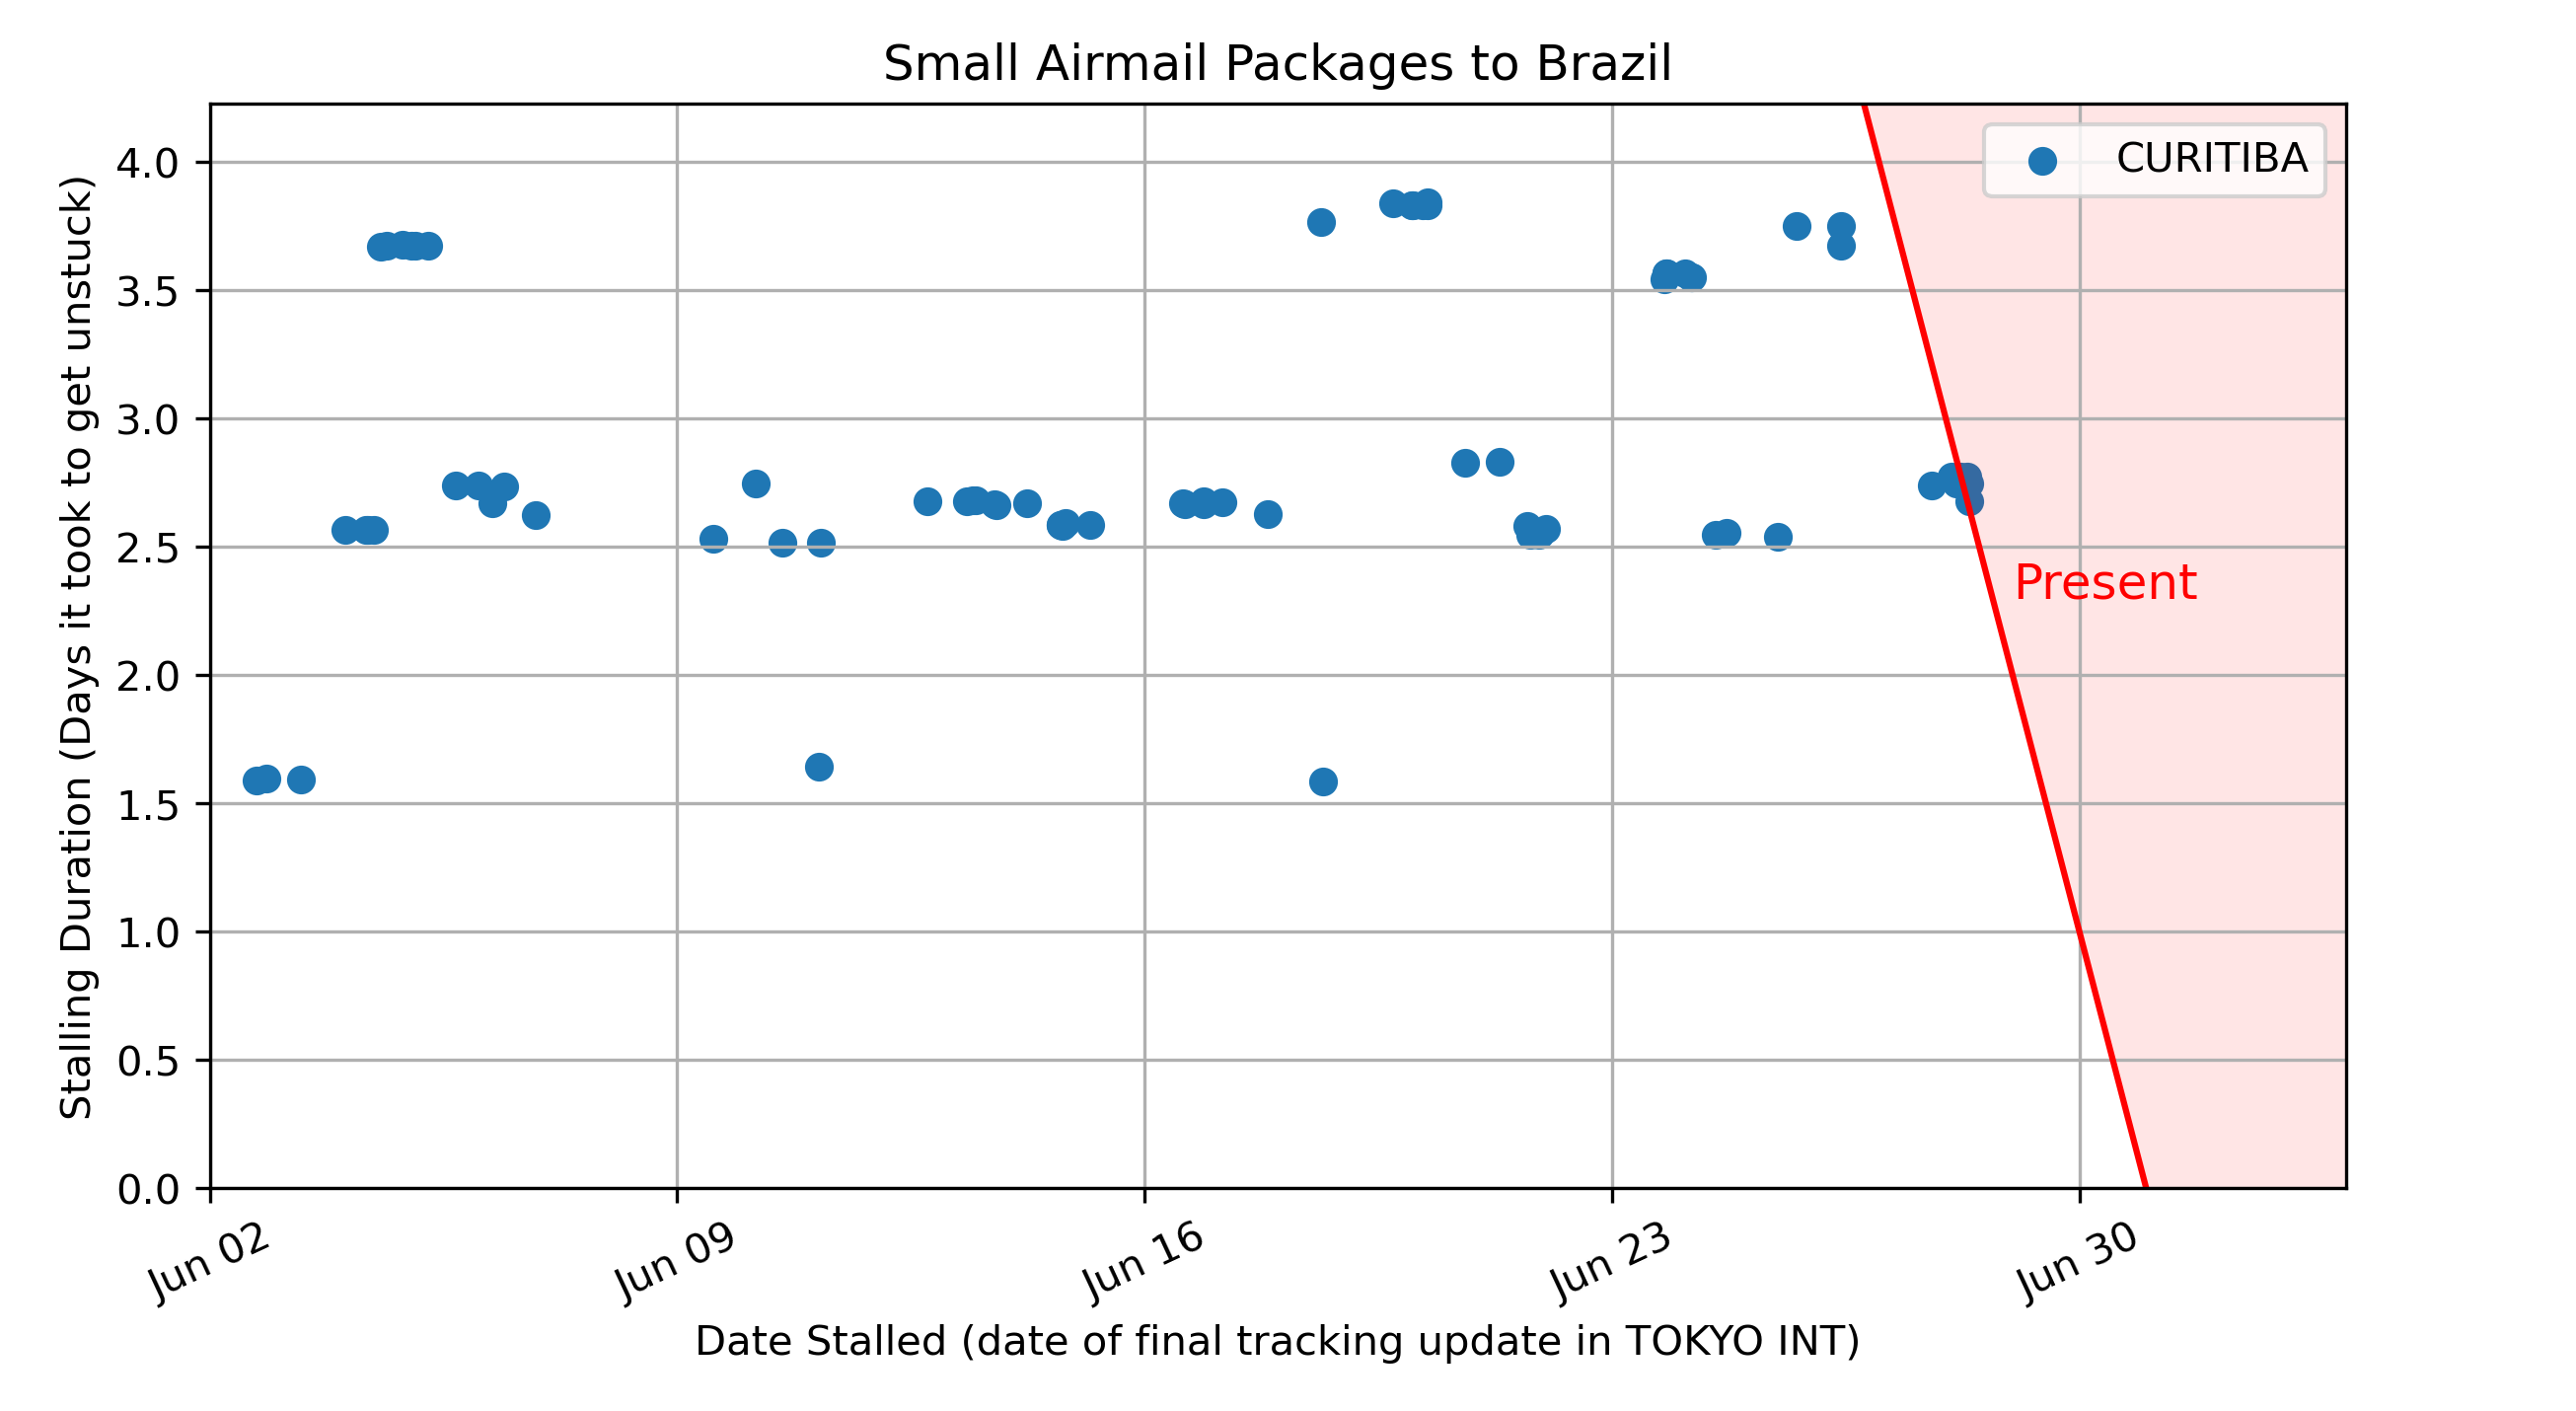 Small Airmail Packages to Brazil
CURITIBA
Stalling Duration (Days it took to get unstuck)
4.0
3.5
3.0
2.5
2.0
1.5
1.0
0.5
0.0
Present
Jun 02
Jun 09
Jun 16
Jun 23
Jun 30
Date Stalled (date of final tracking update in TOKYO INT)